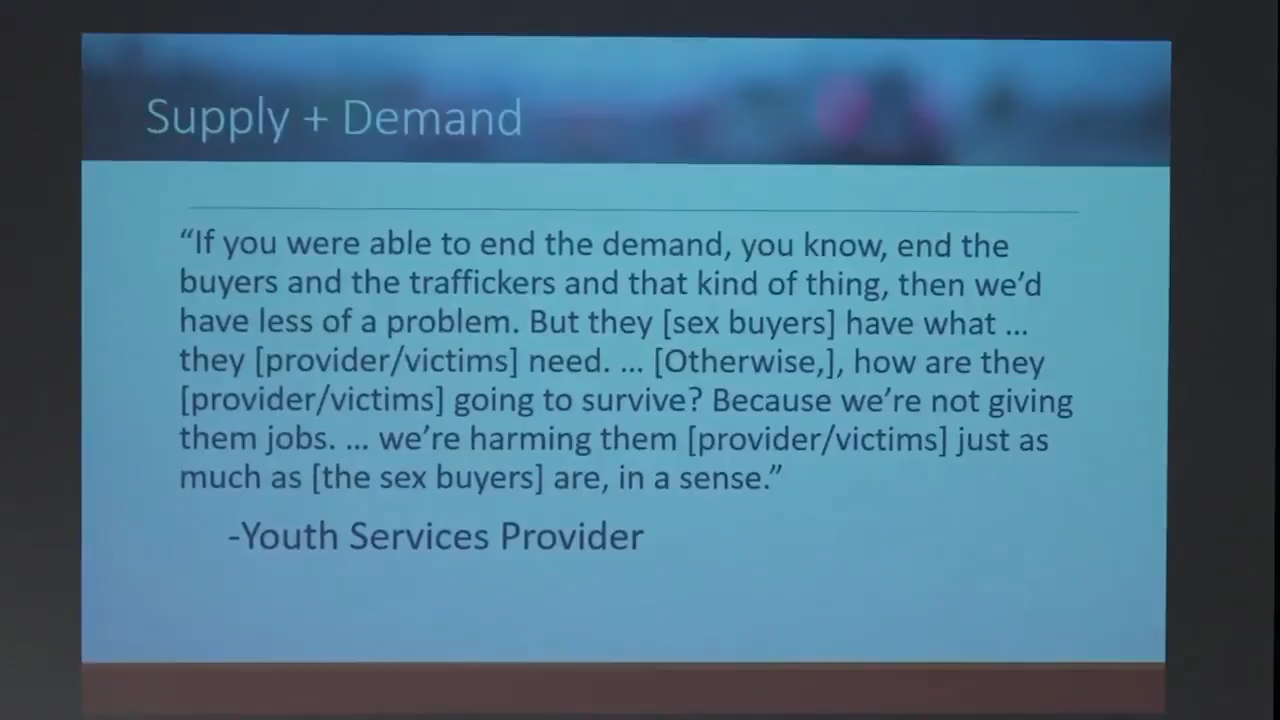 Supply + Demand
“If you were able to end the demand, you know, end the
buyers and the traffickers and that kind of thing, then we’d
have less of a problem. But they [sex buyers] have what ...
they [provider/victims] need. ... [Otherwise,], how are they
[provider/victims] going to survive? Because we’re not giving
them jobs. ... we’re harming them [provider/victims] just as
much as [the sex buyers] are, in a sense.”
-Youth Services Provider